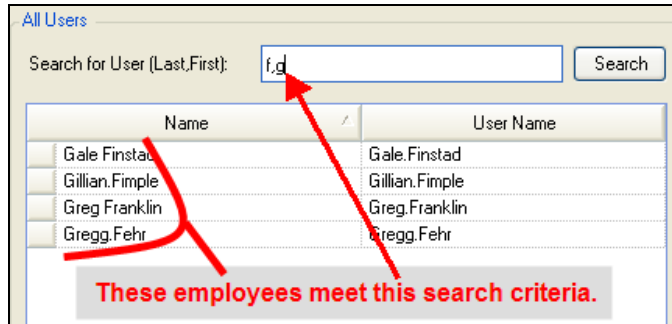 All Users
Search for User (Last,First): f,g Search
Name User Name
Gale Finstad Gale.Finstad
Gillian.Fimple Gillian.Fimple
Greg Franklin Greg.Franklin
Gregg.Fehr Gregg.Fehr
These employees meet this search criteria.